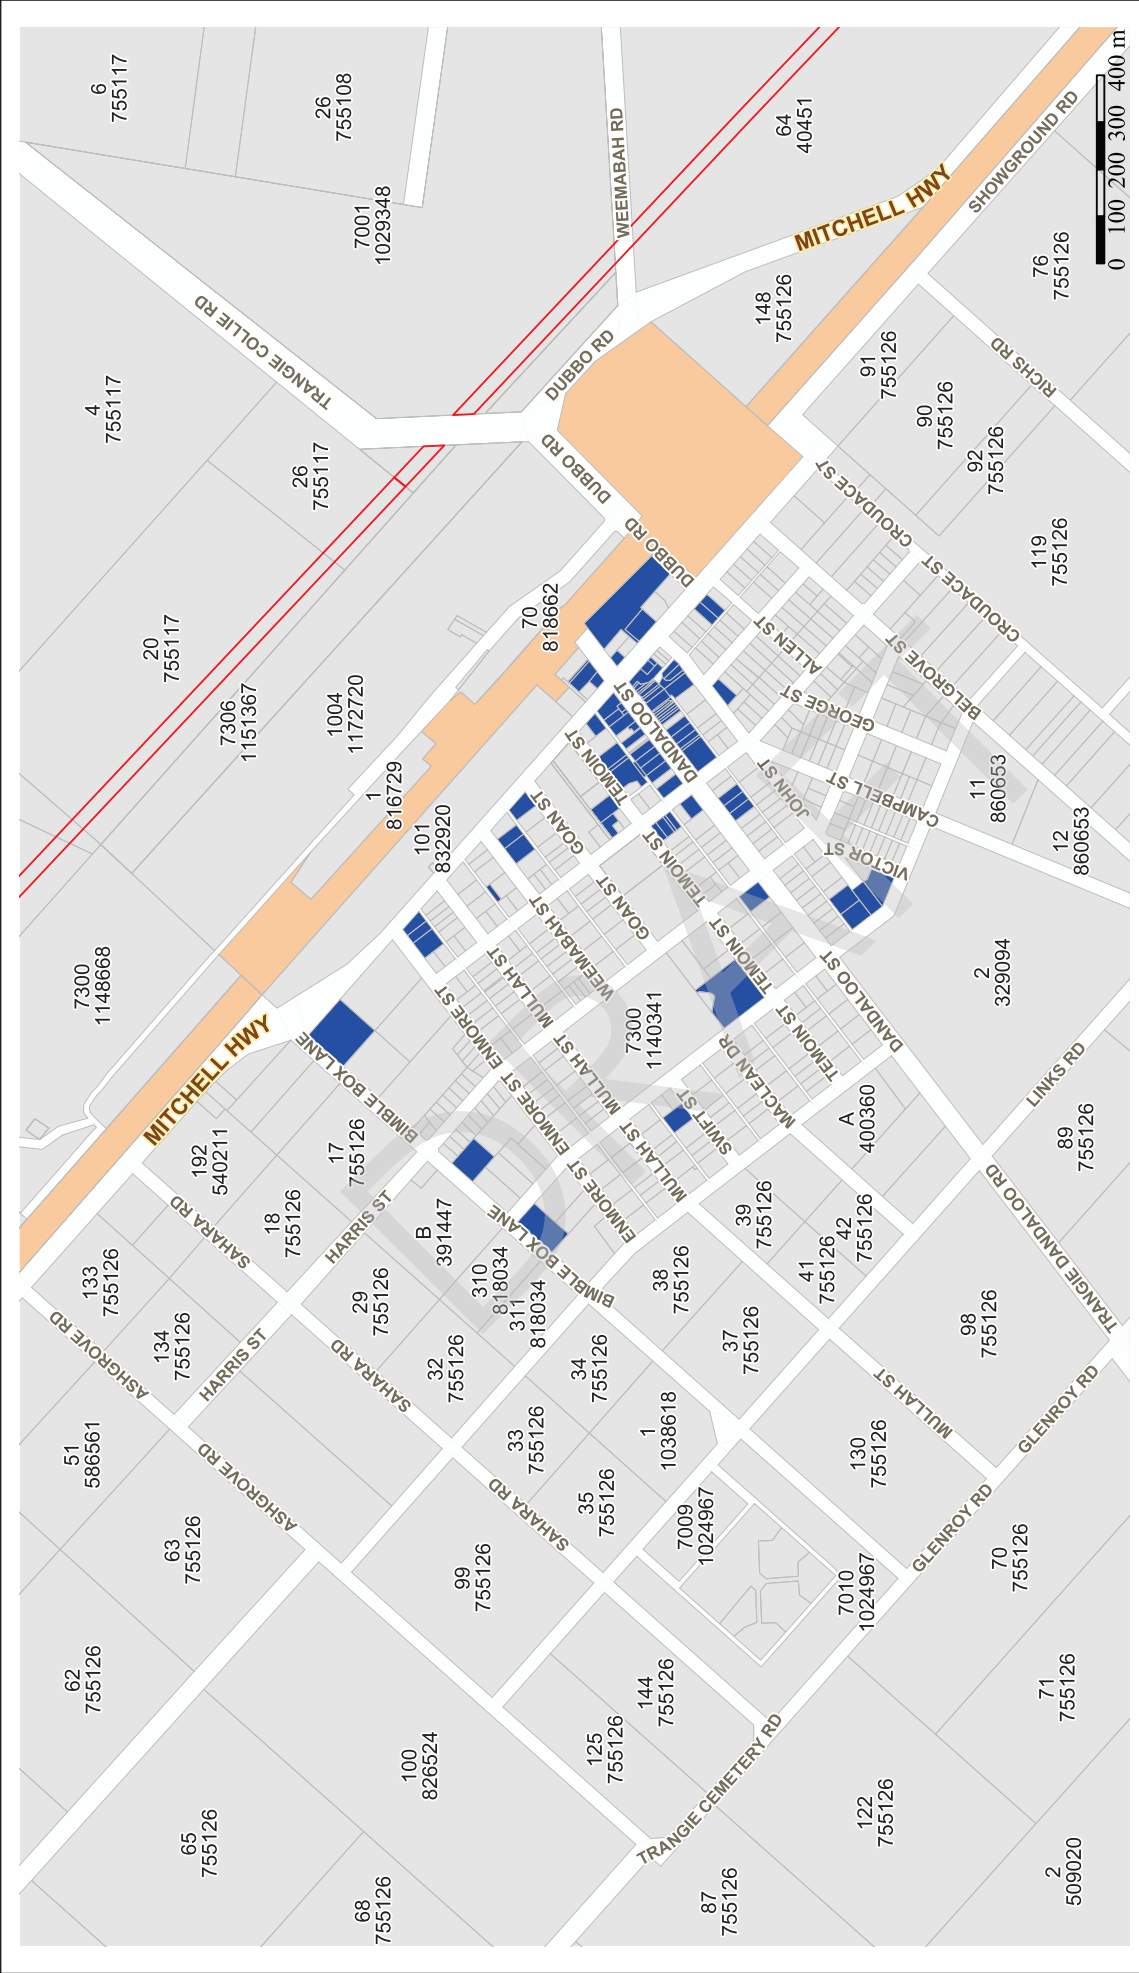 6
755117
26
755108
7001
1029348
WEEMABAH RD
64
40451
MITCHELL HWY
SHOWGROUND RD
0 100 200 300 400 m
76
755126
148
755126
TRANGIE COLLIE RD
4
755117
26
755117
DUBBO RD
DUBBO RD
DUBBO RD
91
755126
90
755126
92
755126
RICHS RD
119
755126
CROUDACE ST
CROUDACE ST
20
755117
7306
1151367
1004
1172720
70
818662
1
816729
101
832920
ALLEN ST
GEORGE ST
BELGROVE ST
CAMPBELL ST
JOHN ST
VICTOR ST
11
860653
12
860653
DANDALOO ST
DANDALOO ST
TEMOIN ST
TEMOIN ST
TEMOIN ST
TEMOIN ST
GOAN ST
GOAN ST
WEEMABAH ST
MULLAH ST
MULLAH ST
MULLAH ST
ENMORE ST
ENMORE ST
ENMORE ST
7300
1148668
7300
1140341
2
329094
MACLEAN DR
SWIFT ST
A
400360
LINKS RD
89
755126
MITCHELL HWY
BIMBLE BOX LANE
BIMBLE BOX LANE
192
540211
17
755126
18
755126
SAHARA RD
SAHARA RD
SAHARA RD
HARRIS ST
HARRIS ST
B
391447
310
818034
311
818034
29
755126
32
755126
133
755126
134
755126
ASHGROVE RD
ASHGROVE RD
51
586561
63
755126
62
755126
65
755126
68
755126
33
755126
34
755126
35
755126
1
1038618
38
755126
37
755126
39
755126
41
755126
42
755126
98
755126
TRANGIE DANDALOO RD
MULLAH ST
GLENROY RD
GLENROY RD
130
755126
7009
1024967
7010
1024967
99
755126
100
826524
144
755126
125
755126
TRANGIE CEMETERY RD
70
755126
71
755126
122
755126
87
755126
2
509020
DRAFT
TEMOIN ST
ENMORE ST
DANDALOO ST